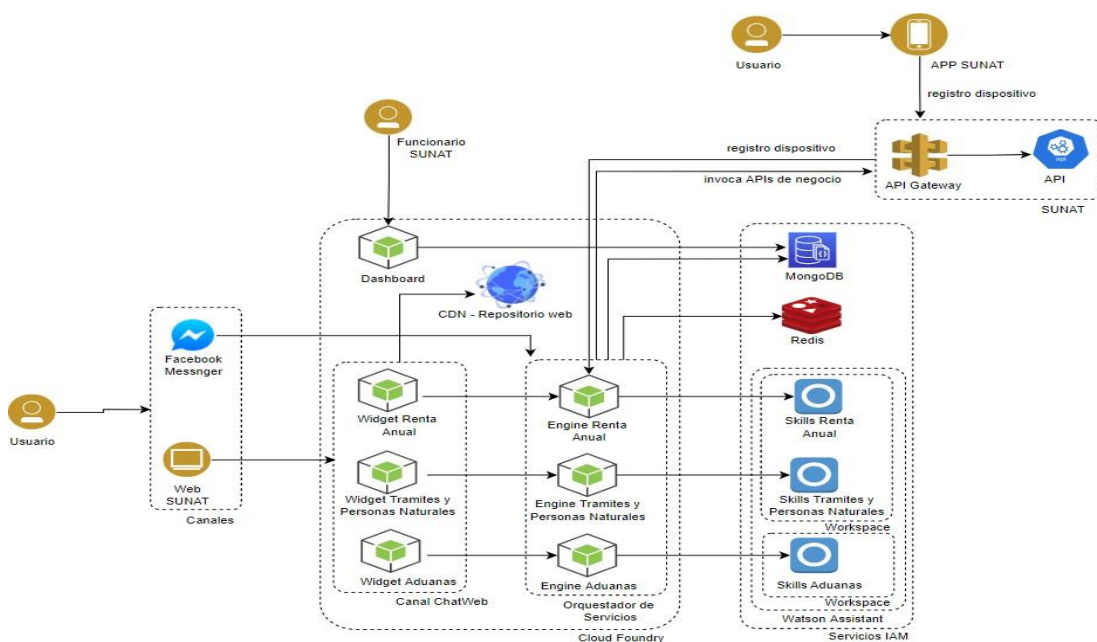 Usuario
APP SUNAT
registro dispositivo
Funcionario
SUNAT
registro dispositivo
invoca APIs de negocio
API Gateway
API
SUNAT
Dashboard
MongoDB
CDN - Repositorio web
Facebook
Messnger
Redis
Usuario
Widget Renta
Anual
Engine Renta
Anual
Skills Renta
Anual
Web
SUNAT
Canales
Widget Tramites y
Personas Naturales
Engine Tramites y
Personas Naturales
Skills Tramites y
Personas Naturales
Workspace
Widget Aduanas
Canal ChatWeb
Engine Aduanas
Orquestador de
Servicios
Cloud Foundry
Skills Aduanas
Workspace
Watson Assistant
Servicios IAM